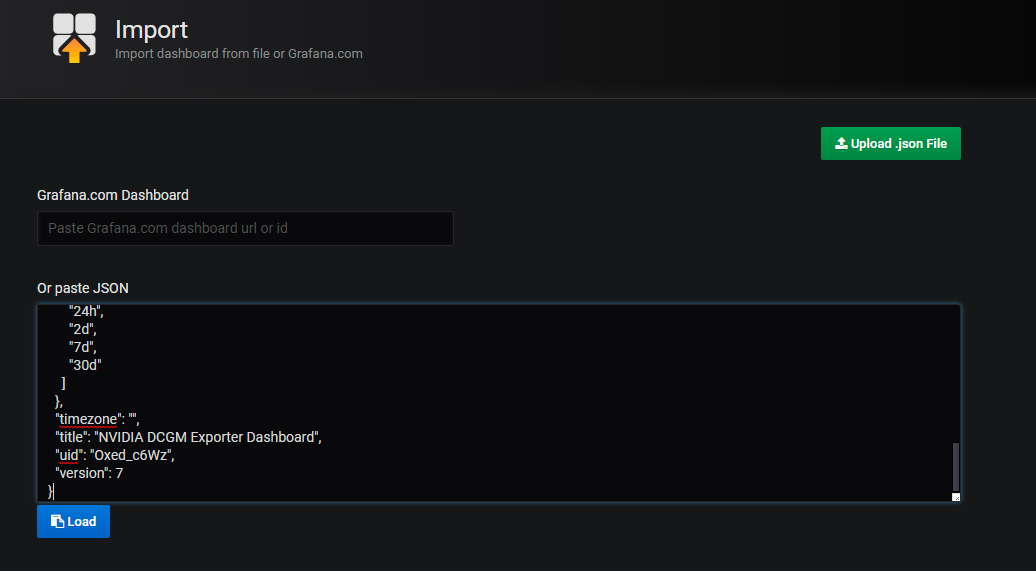 Import
Import dashboard from file or Grafana.com
Upload .json File
Grafana.com Dashboard
Paste Grafana.com dashboard url or id
Or paste JSON
"24h",
"2d",
"7d",
"30d"
]
},
"timezone": "",
"title": "NVIDIA DCGM Exporter Dashboard",
"uid": "Oxed_c6Wz",
"version": 7
}
Load